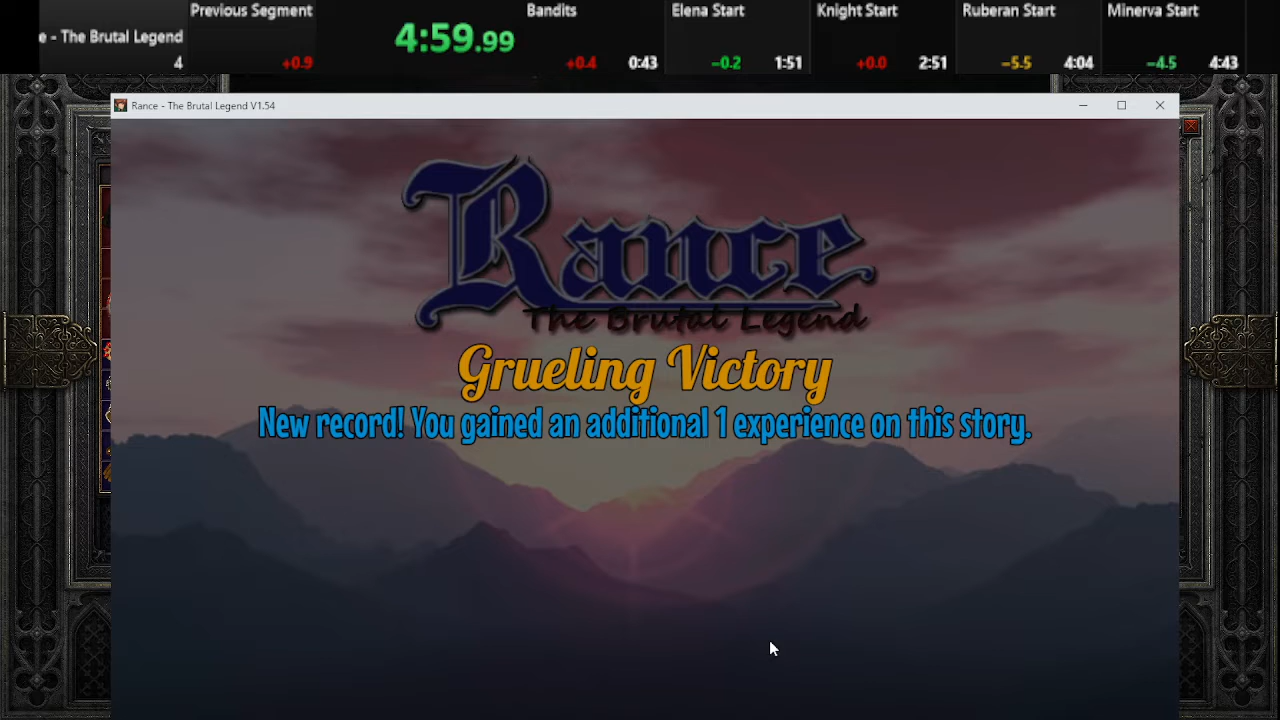 e - The Brutal Legend
4
Previous Segment
+0.9
4:59.99
Bandits
+0.4 0:43
Elena Start
-0.2 1:51
Knight Start
+0.0 2:51
Ruberan Start
-5.5 4:04
Minerva Start
-4.5 4:43
Rance - The Brutal Legend V1.54
Rance
The Brutal Legend
Grueling Victory
New record! You gained an additional 1 experience on this story.